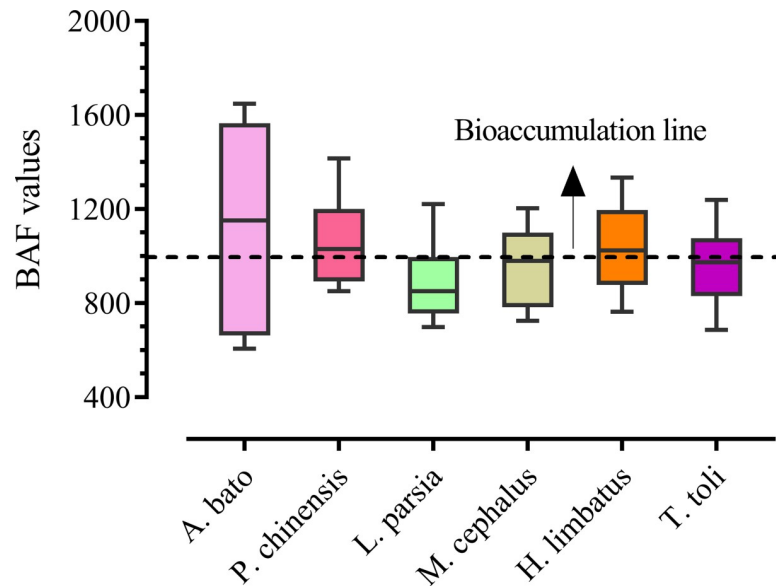 2000
1600
1200
800
400
BAF values
Bioaccumulation line
A. bato
P. chinensis
L. parsia
M. cephalus
H. limbatus
T. toli